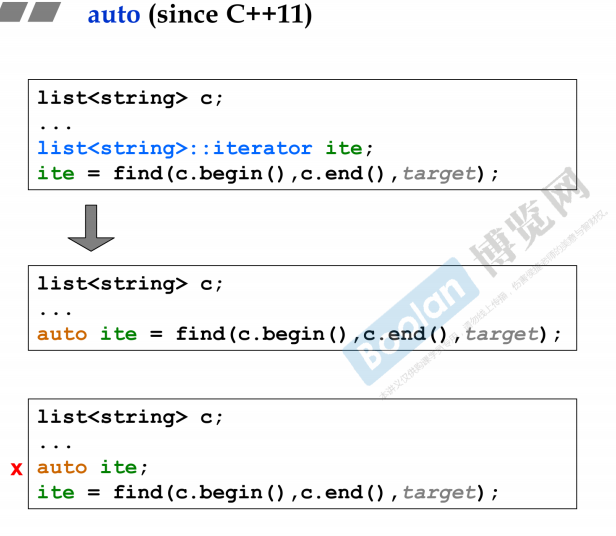 auto (since C++11)
list<string> c;
...
list<string>::iterator ite;
ite = find(c.begin(),c.end(),target);
list<string> c;
...
auto ite = find(c.begin(),c.end(),target);
list<string> c;
...
x auto ite;
ite = find(c.begin(),c.end(),target);
Boolan 博览网